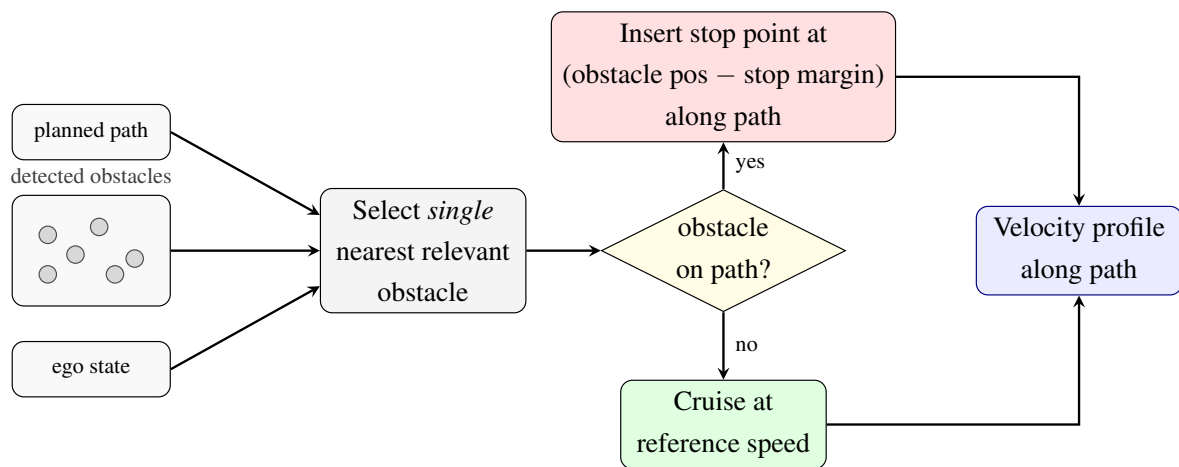 planned path
detected obstacles
ego state
Select single
nearest relevant
obstacle
obstacle
on path?
yes
Insert stop point at
(obstacle pos − stop margin)
along path
no
Cruise at
reference speed
Velocity profile
along path